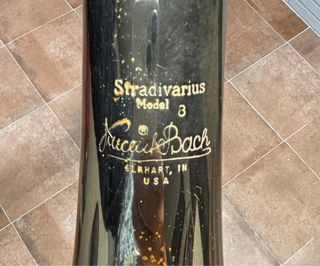 Stradivarius
Model
3
Vincent Bach
®
ELKHART, IN
USA